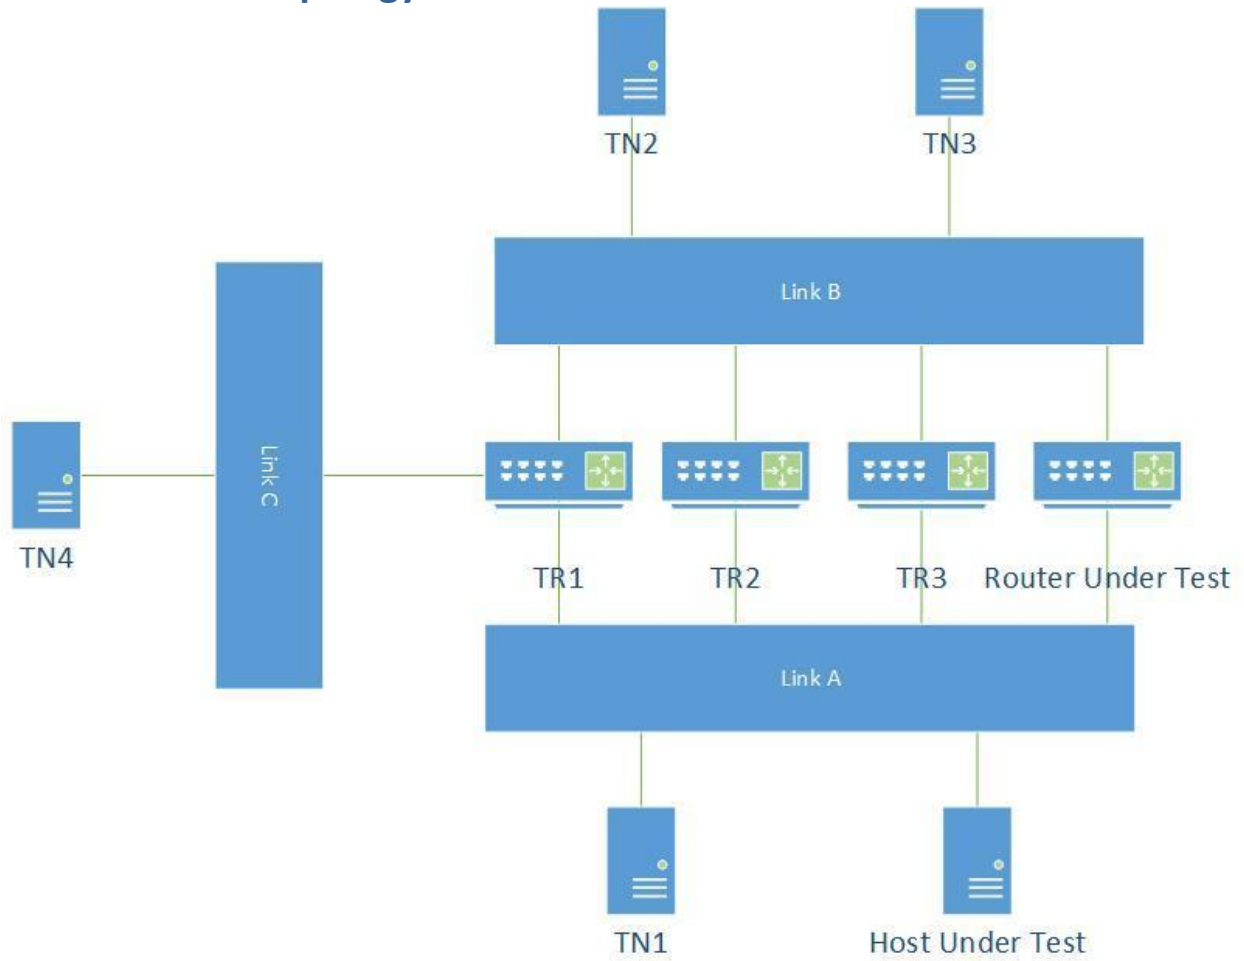 TN2
TN3
Link B
Link C
TN4
TR1
TR2
TR3
Router Under Test
Link A
TN1
Host Under Test